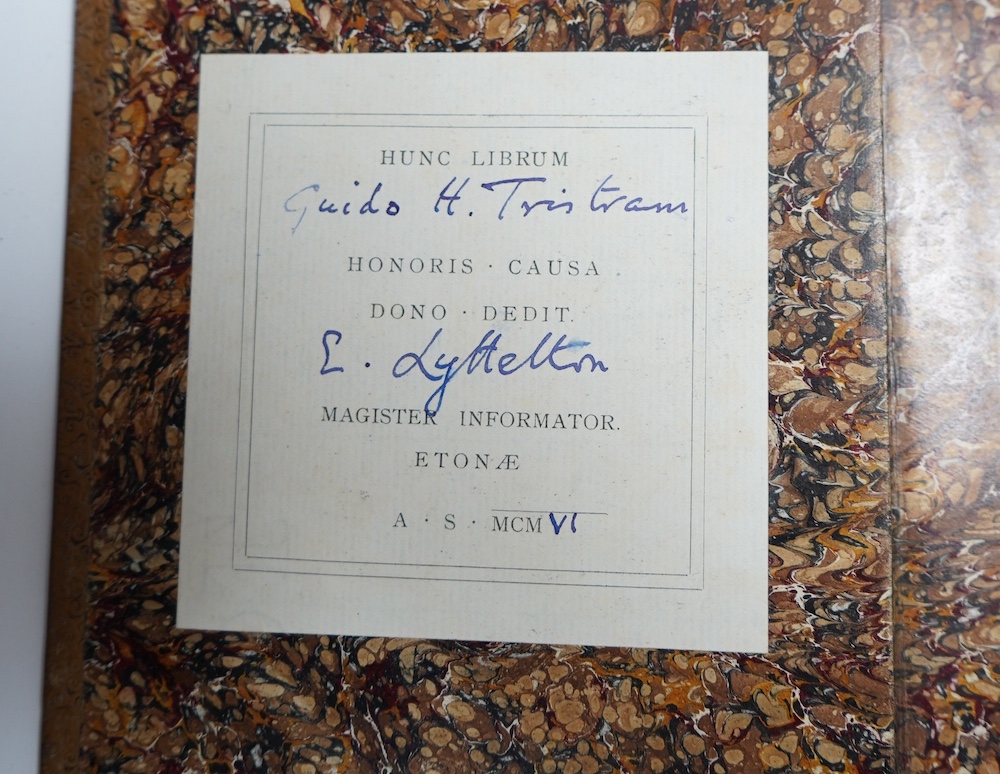 HUNC LIBRUM
Guido H. Tristram
HONORIS · CAUSA
DONO · DEDIT.
E. Lyttelton
MAGISTER INFORMATOR.
ETONÆ
A · S · MCMVI